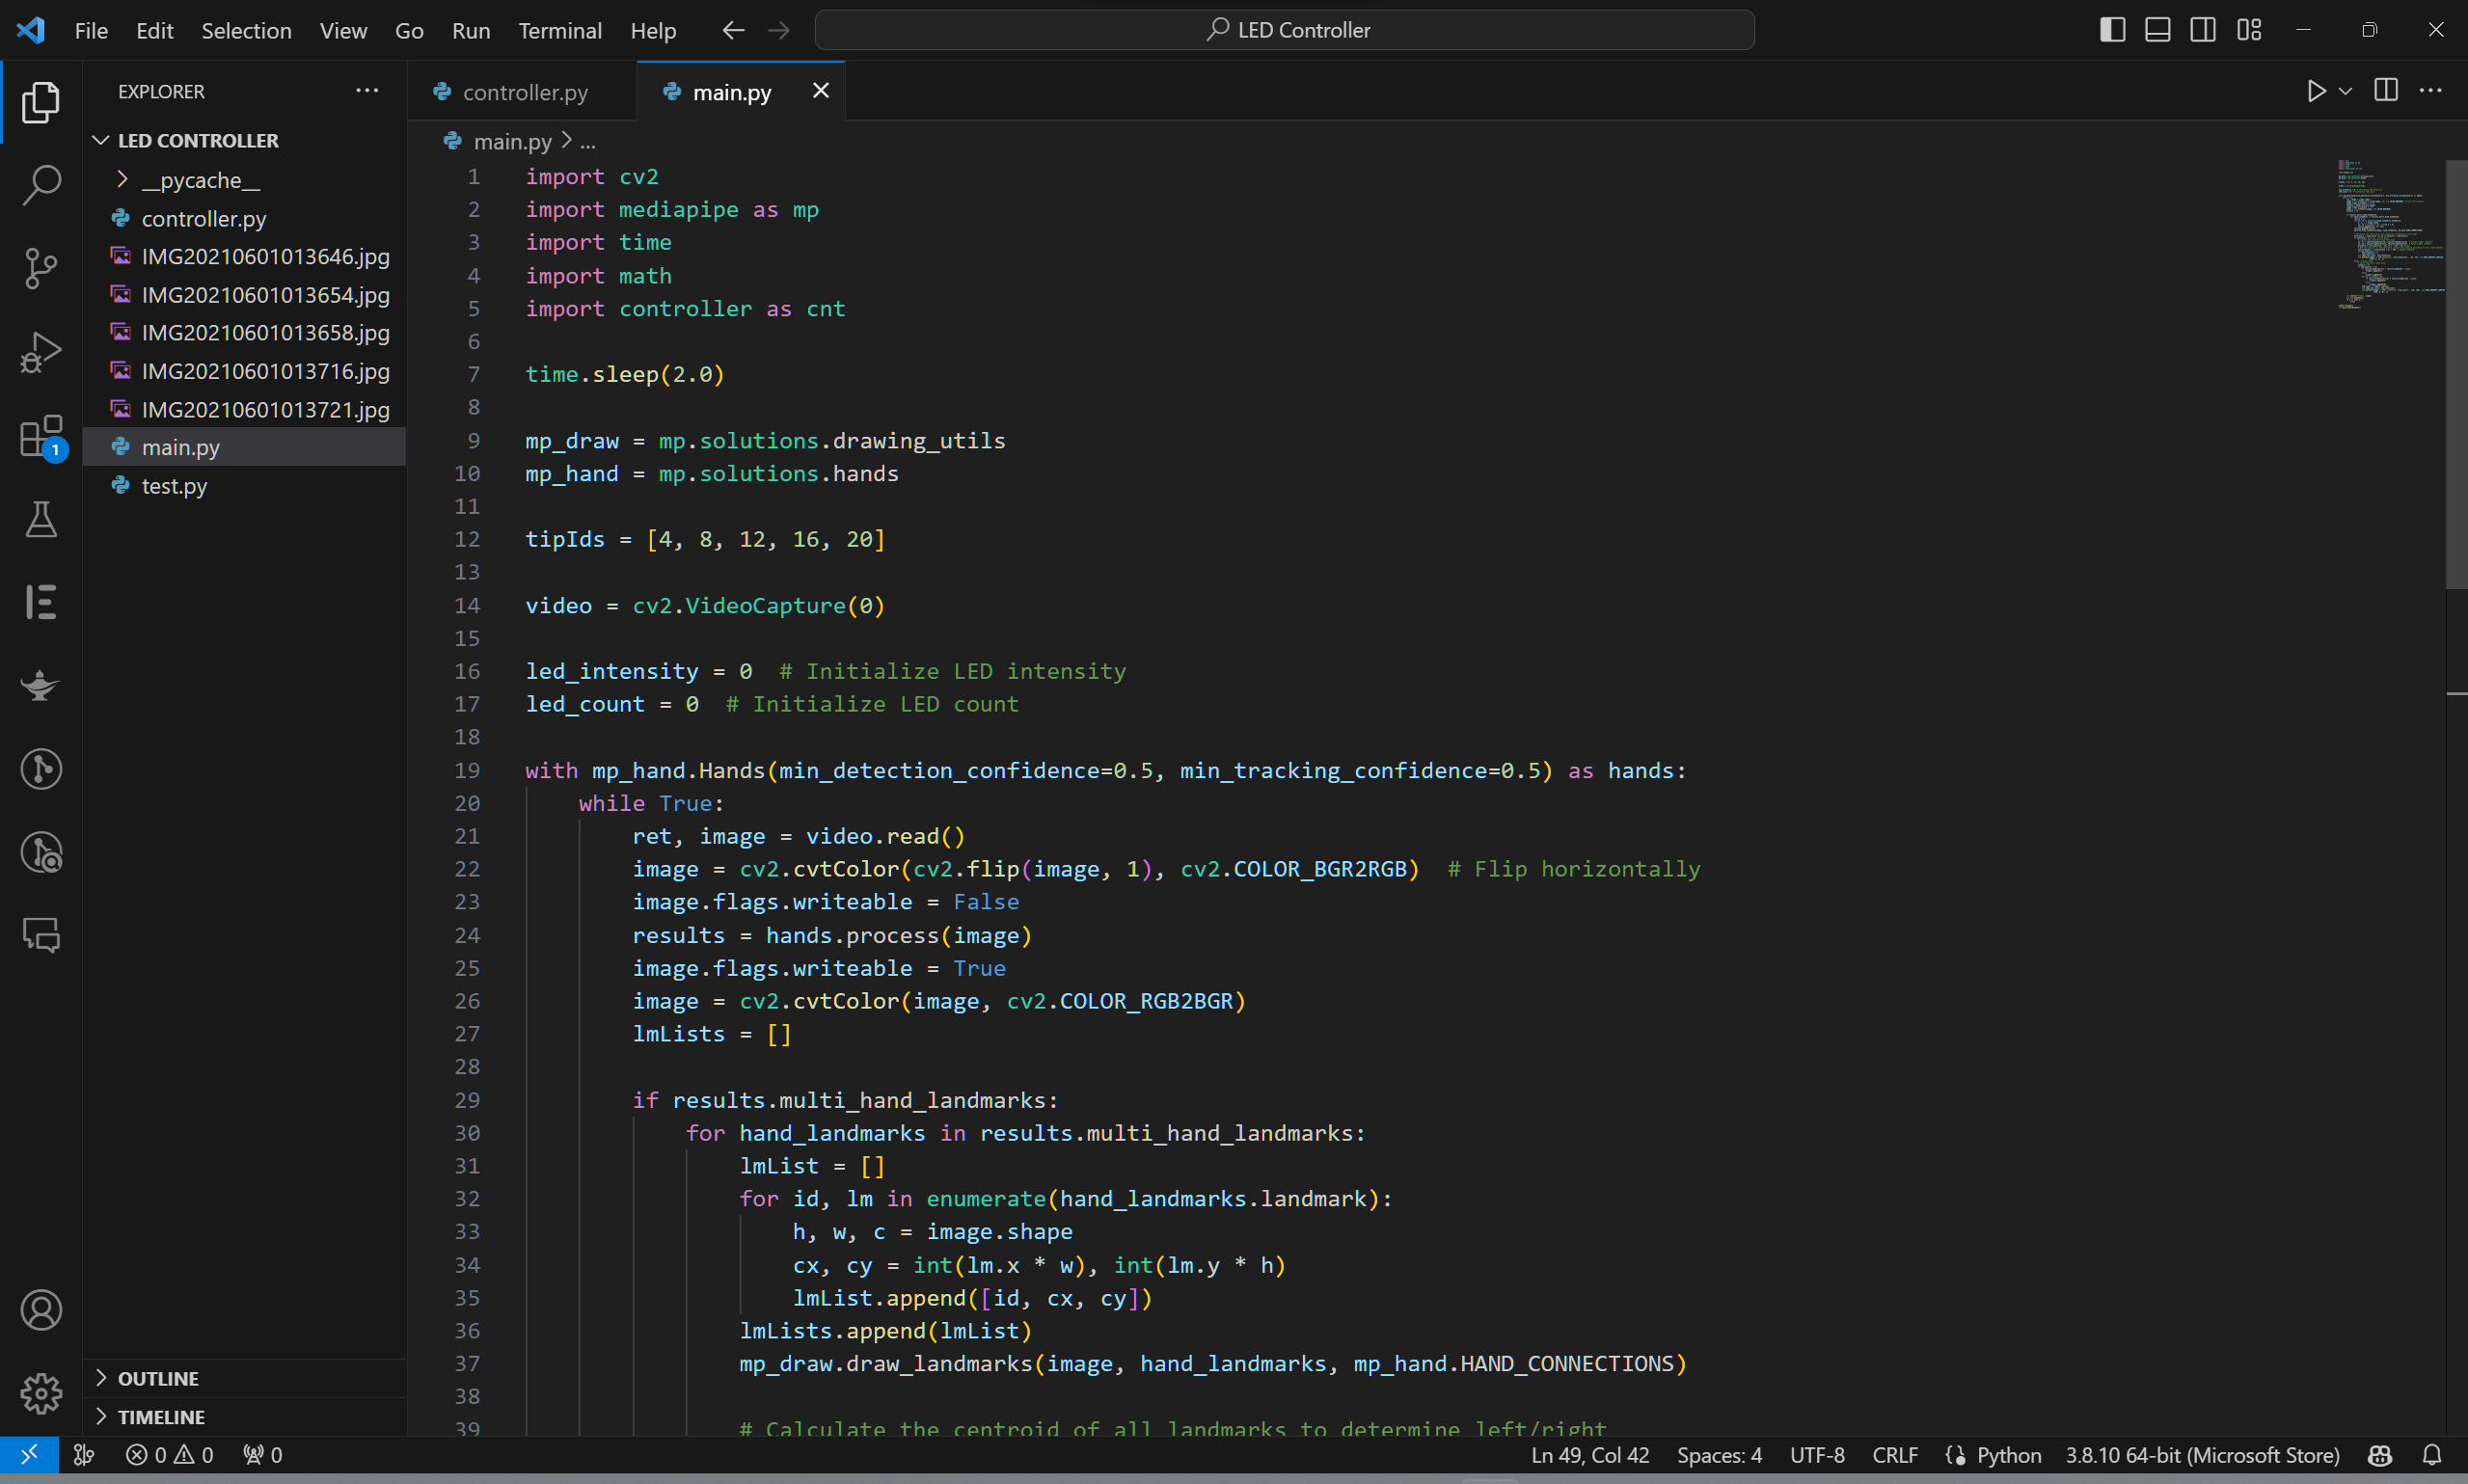 File Edit Selection View Go Run Terminal Help LED Controller
EXPLORER
LED CONTROLLER
__pycache__
controller.py
IMG20210601013646.jpg
IMG20210601013654.jpg
IMG20210601013658.jpg
IMG20210601013716.jpg
IMG20210601013721.jpg
main.py
test.py
OUTLINE
TIMELINE
1
controller.py main.py
main.py > ...
1 import cv2
2 import mediapipe as mp
3 import time
4 import math
5 import controller as cnt
6
7 time.sleep(2.0)
8
9 mp_draw = mp.solutions.drawing_utils
10 mp_hand = mp.solutions.hands
11
12 tipIds = [4, 8, 12, 16, 20]
13
14 video = cv2.VideoCapture(0)
15
16 led_intensity = 0  # Initialize LED intensity
17 led_count = 0  # Initialize LED count
18
19 with mp_hand.Hands(min_detection_confidence=0.5, min_tracking_confidence=0.5) as hands:
20     while True:
21         ret, image = video.read()
22         image = cv2.cvtColor(cv2.flip(image, 1), cv2.COLOR_BGR2RGB)  # Flip horizontally
23         image.flags.writeable = False
24         results = hands.process(image)
25         image.flags.writeable = True
26         image = cv2.cvtColor(image, cv2.COLOR_RGB2BGR)
27         lmLists = []
28
29         if results.multi_hand_landmarks:
30             for hand_landmarks in results.multi_hand_landmarks:
31                 lmList = []
32                 for id, lm in enumerate(hand_landmarks.landmark):
33                     h, w, c = image.shape
34                     cx, cy = int(lm.x * w), int(lm.y * h)
35                     lmList.append([id, cx, cy])
36                 lmLists.append(lmList)
37                 mp_draw.draw_landmarks(image, hand_landmarks, mp_hand.HAND_CONNECTIONS)
38
39                 # Calculate the centroid of all landmarks to determine left/right
0 0 0 Ln 49, Col 42 Spaces: 4 UTF-8 CRLF Python 3.8.10 64-bit (Microsoft Store)